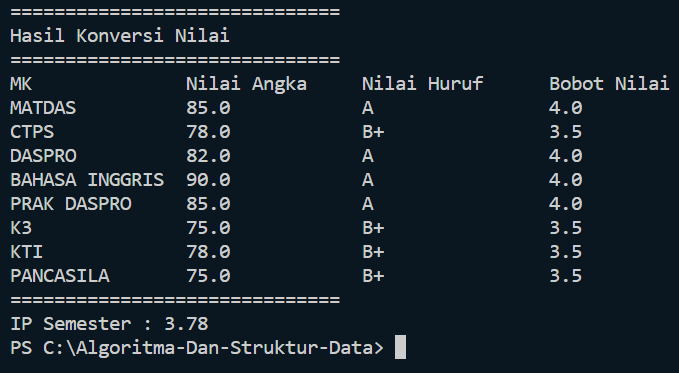 ==============================
Hasil Konversi Nilai
==============================
MK Nilai Angka Nilai Huruf Bobot Nilai
MATDAS 85.0 A 4.0
CTPS 78.0 B+ 3.5
DASPRO 82.0 A 4.0
BAHASA INGGRIS 90.0 A 4.0
PRAK DASPRO 85.0 A 4.0
K3 75.0 B+ 3.5
KTI 78.0 B+ 3.5
PANCASILA 75.0 B+ 3.5
==============================
IP Semester : 3.78
PS C:\Algoritma-Dan-Struktur-Data>